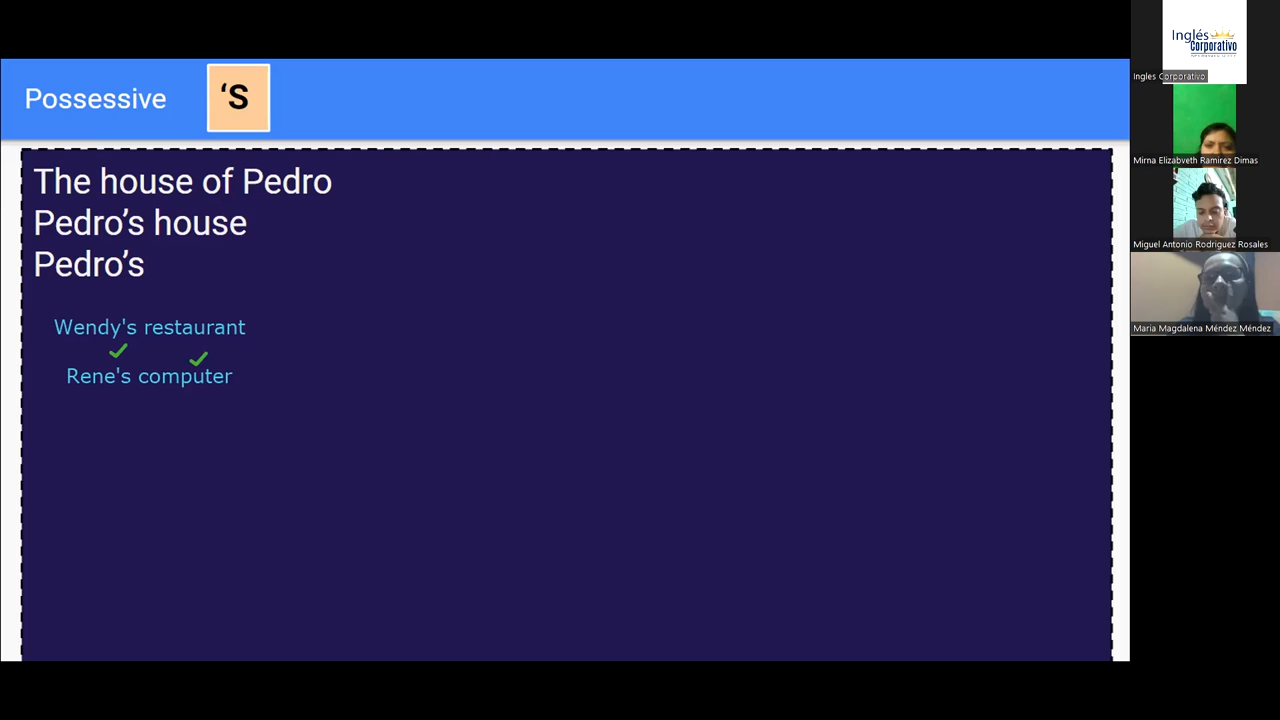 Possessive
‘S
The house of Pedro
Pedro’s house
Pedro’s
Wendy's restaurant
Rene's computer
Inglés
Corporativo
Ingles Corporativo
Mirna Elizabveth Ramirez Dimas
Miguel Antonio Rodriguez Rosales
Maria Magdalena Méndez Méndez